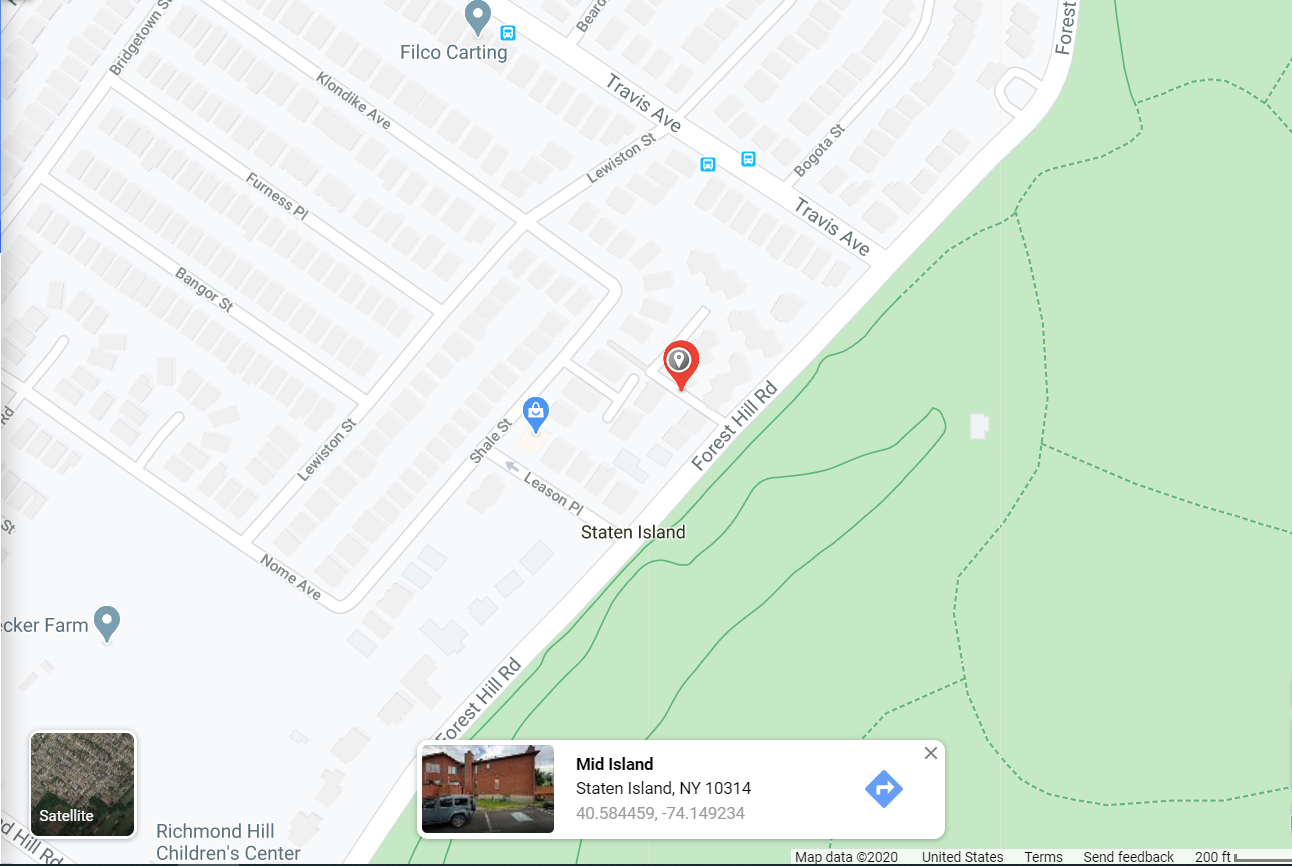 Bridgetown St
Beard
Forest
Filco Carting
Klondike Ave
Travis Ave
Lewiston St
Bogota St
Furness Pl
Travis Ave
Bangor St
Rd
Shale St
Forest Hill Rd
Lewiston St
Leason Pl
St
Staten Island
Nome Ave
cker Farm
Forest Hill Rd
Mid Island
Staten Island, NY 10314
40.584459, -74.149234
Satellite
d Hill Rd
Richmond Hill
Children's Center
Map data ©2020 United States Terms Send feedback 200 ft